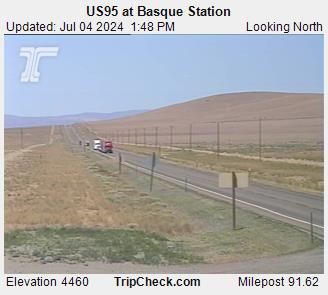 US95 at Basque Station
Updated: Jul 04 2024  1:48 PM Looking North
Elevation 4460 TripCheck.com Milepost 91.62